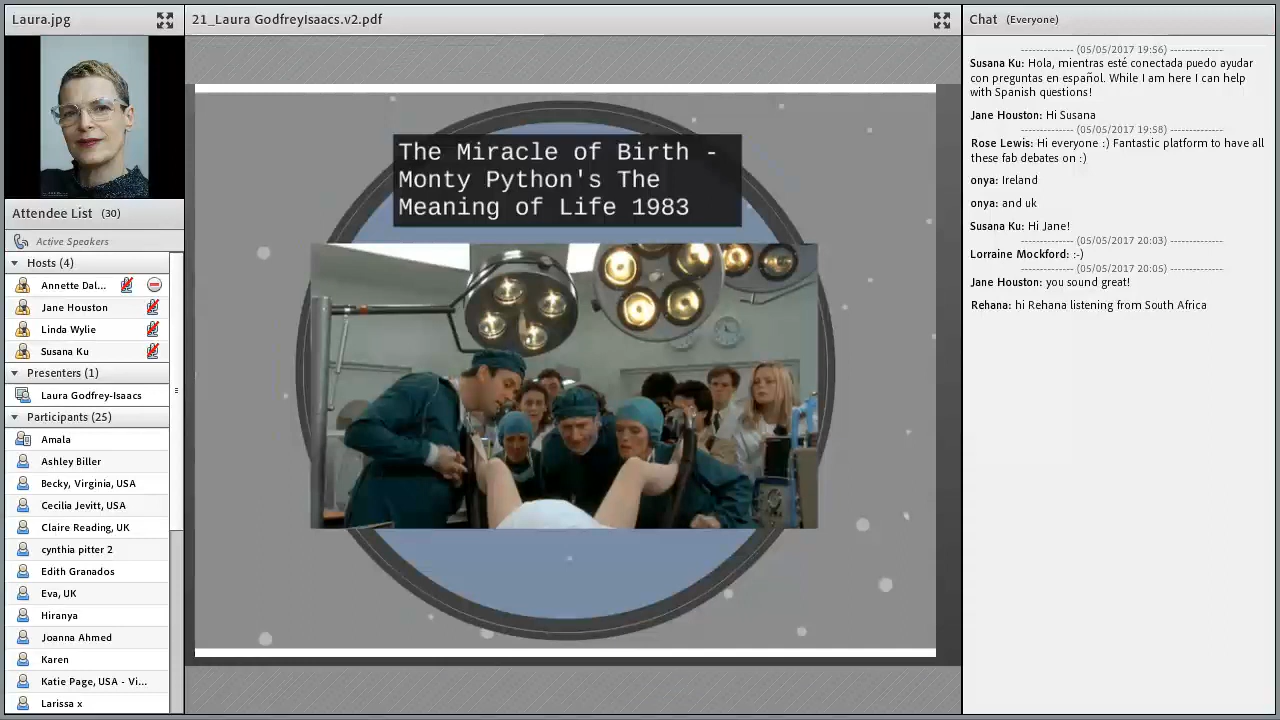 Laura.jpg
Attendee List (30)
Active Speakers
Hosts (4)
Annette Dal...
Jane Houston
Linda Wylie
Susana Ku
Presenters (1)
Laura Godfrey-Isaacs
Participants (25)
Amala
Ashley Biller
Becky, Virginia, USA
Cecilia Jevitt, USA
Claire Reading, UK
cynthia pitter 2
Edith Granados
Eva, UK
Hiranya
Joanna Ahmed
Karen
Katie Page, USA - Vi...
Larissa x
21_Laura GodfreyIsaacs.v2.pdf
The Miracle of Birth -
Monty Python's The
Meaning of Life 1983
Chat (Everyone)
-------------- (05/05/2017 19:56) --------------
Susana Ku: Hola, mientras esté conectada puedo ayudar
con preguntas en español. While I am here I can help
with Spanish questions!
Jane Houston: Hi Susana
-------------- (05/05/2017 19:58) --------------
Rose Lewis: Hi everyone :) Fantastic platform to have all
these fab debates on :)
onya: Ireland
onya: and uk
Susana Ku: Hi Jane!
-------------- (05/05/2017 20:03) --------------
Lorraine Mockford: :-)
-------------- (05/05/2017 20:05) --------------
Jane Houston: you sound great!
Rehana: hi Rehana listening from South Africa